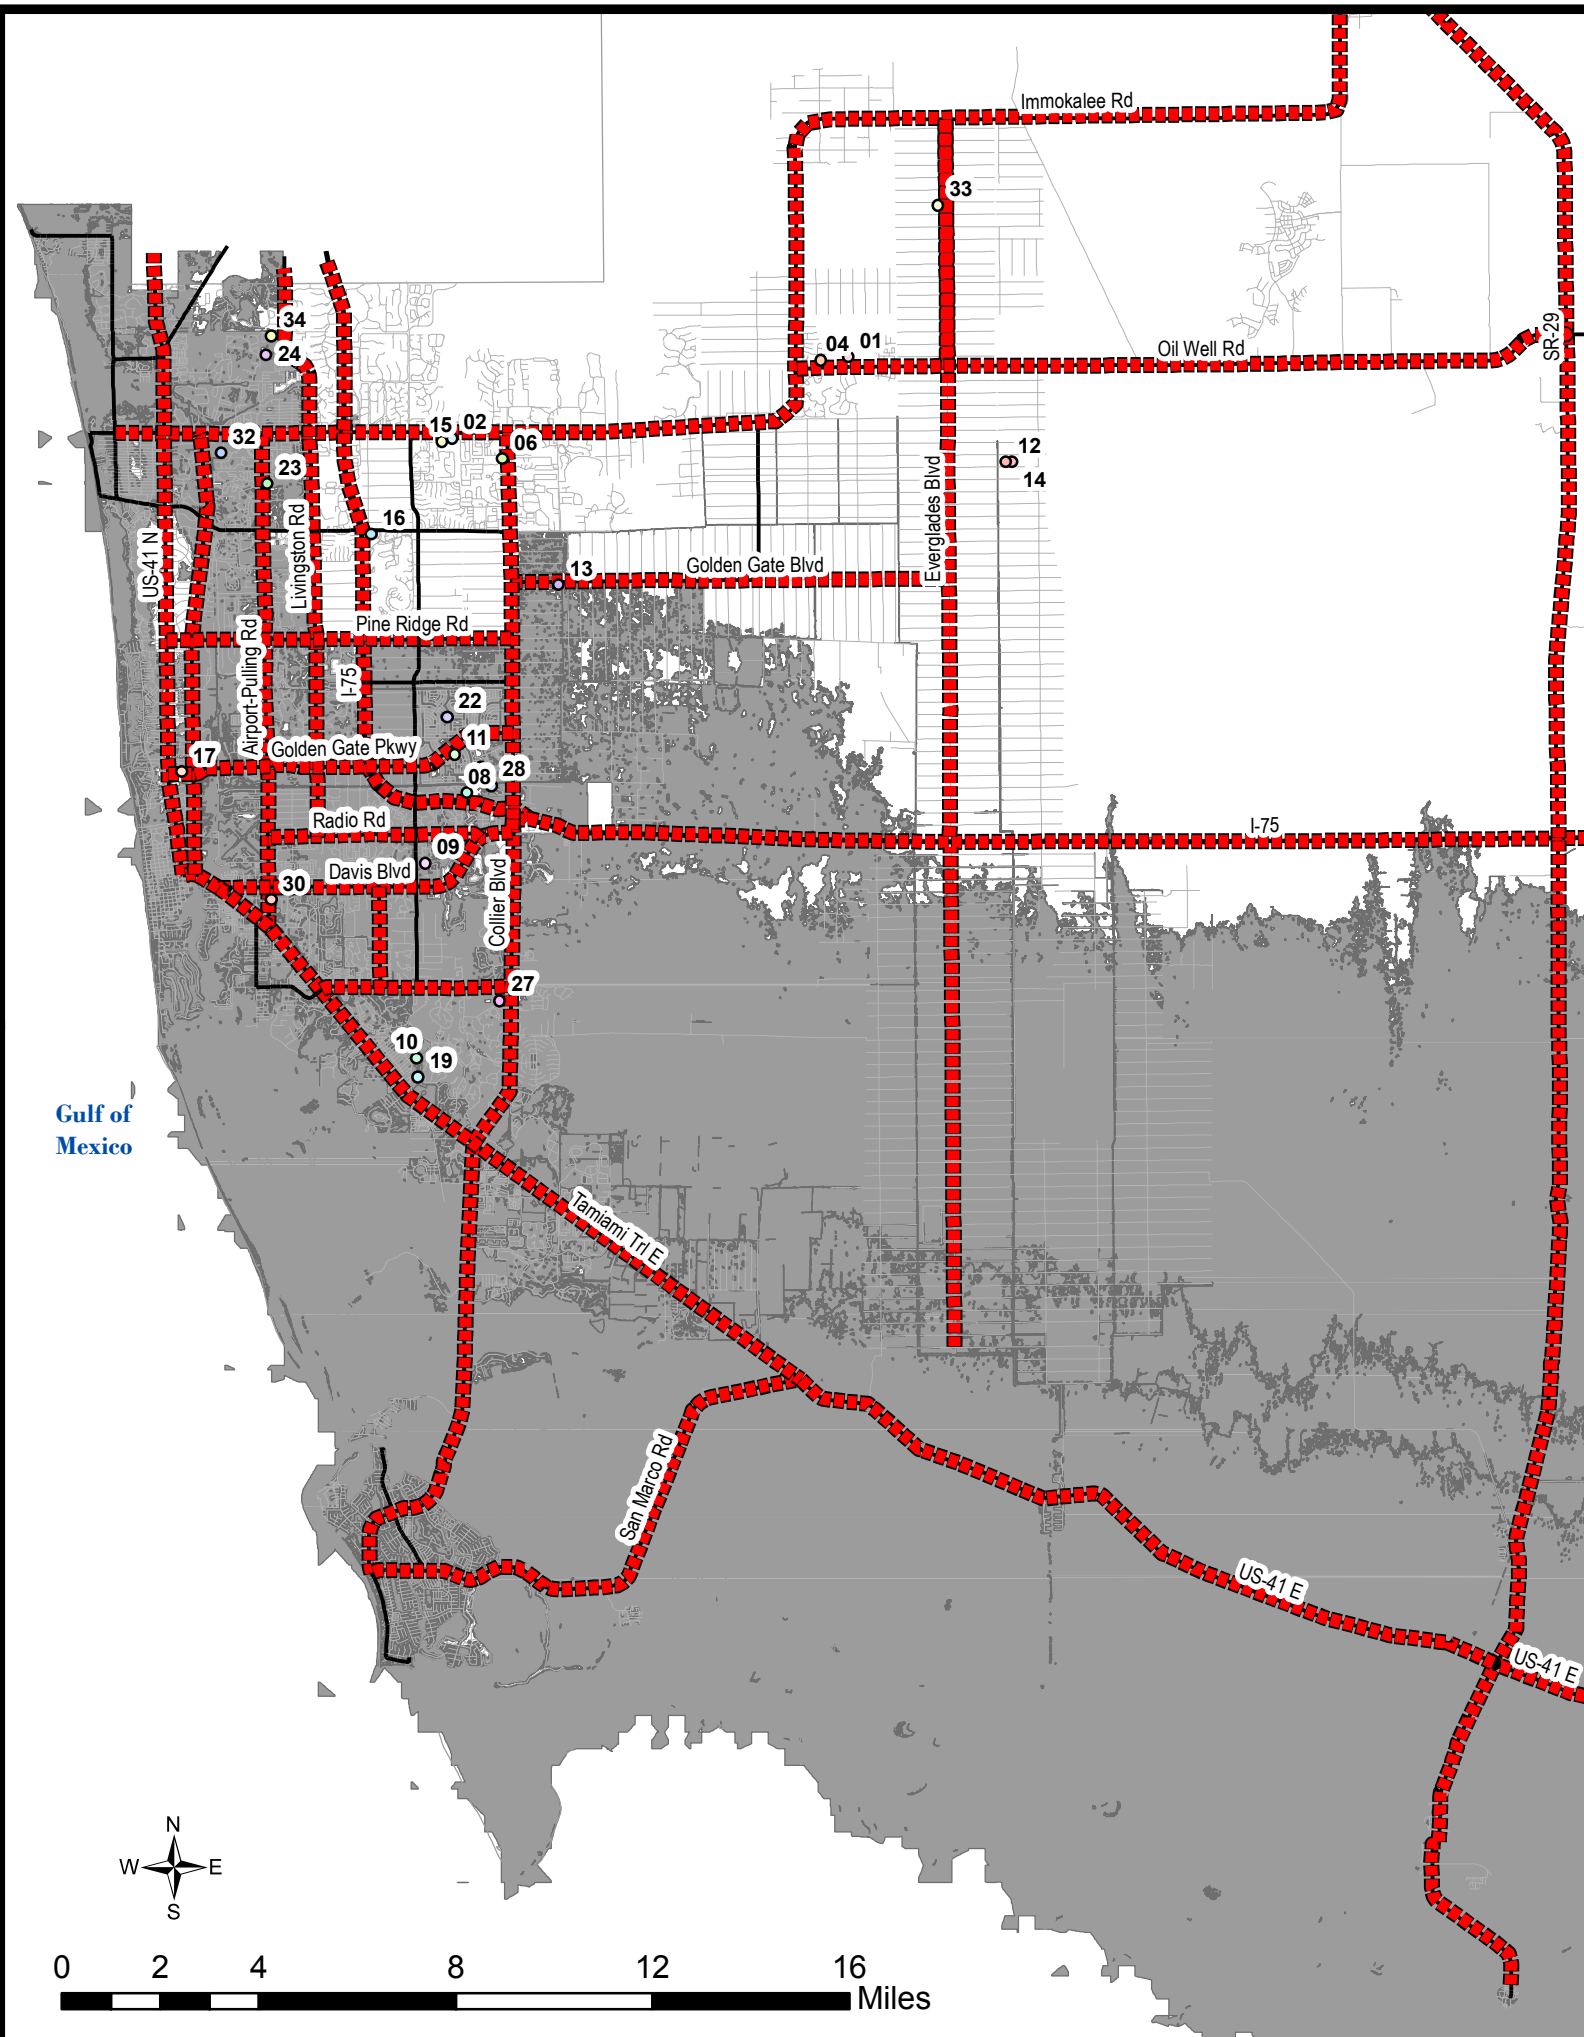 Immokalee Rd
33
34
24
04
01
Oil Well Rd
SR-29
15
02
32
06
23
12
14
US-41 N
Livingston Rd
16
Everglades Blvd
13
Golden Gate Blvd
Pine Ridge Rd
Airport-Pulling Rd
I-75
22
17
Golden Gate Pkwy
11
08
28
Radio Rd
I-75
09
Davis Blvd
30
Collier Blvd
27
10
19
Gulf of
Mexico
Tamiami Trl E
San Marco Rd
US-41 E
US-41 E
N
W
E
S
0
2
4
8
12
16
Miles